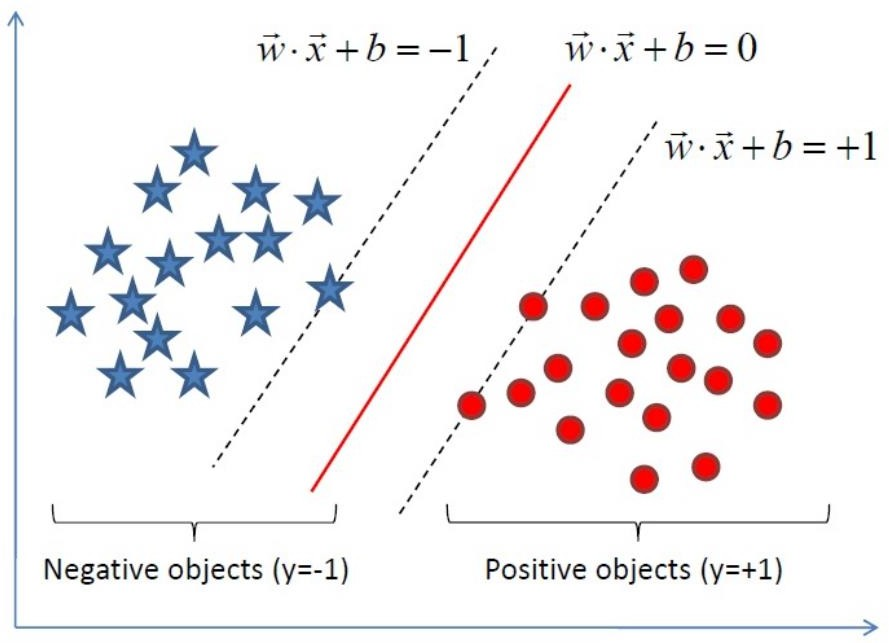 w⃗ · x⃗ + b = −1
w⃗ · x⃗ + b = 0
w⃗ · x⃗ + b = +1
Negative objects (y=-1)
Positive objects (y=+1)